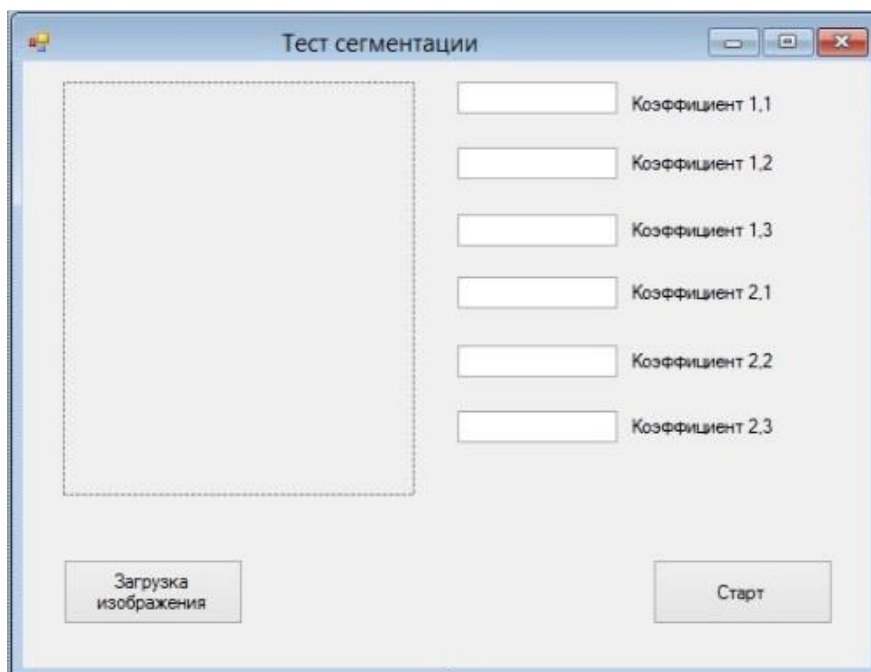 Тест сегментации
Коэффициент 1,1
Коэффициент 1,2
Коэффициент 1,3
Коэффициент 2,1
Коэффициент 2,2
Коэффициент 2,3
Загрузка
изображения
Старт